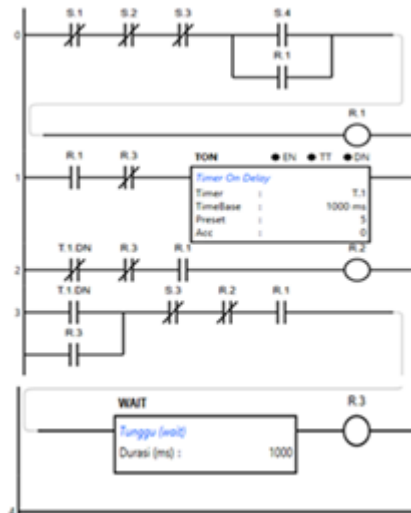 S.1 S.2 S.3 S.4
0
R.1
R.1
R.1 R.3 TON EN TT DN
1
Timer On Delay
Timer : T.1
TimeBase : 1000 ms
Preset : 5
Acc : 0
T.1.DN R.3 R.1 R.2
2
T.1.DN S.3 R.2 R.1
3
R.3
WAIT R.3
Tunggu (wait)
Durasi (ms) : 1000
4